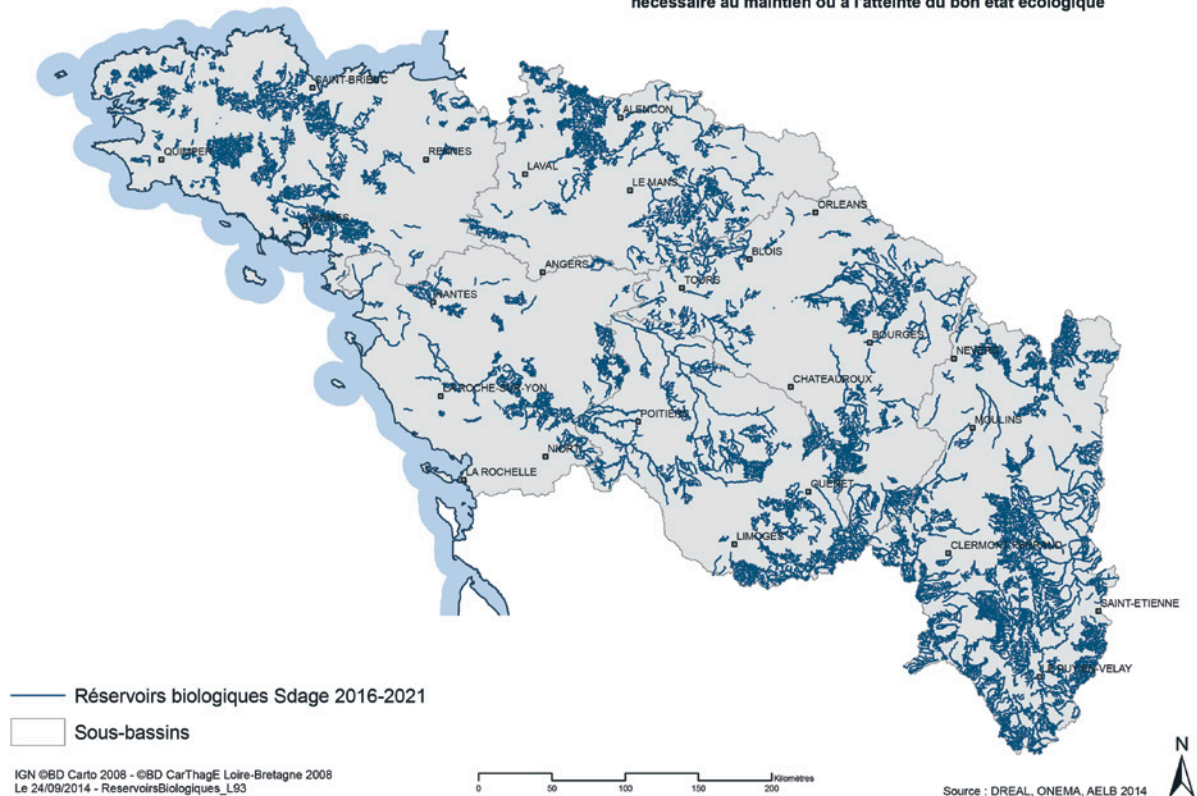 nécessaire au maintien ou à l'atteinte du bon état écologique
SAINT-BRIEUC
ALENCON
QUIMPER
RENNES
LAVAL
LE MANS
VANNES
ORLEANS
BLOIS
ANGERS
TOURS
NANTES
BOURGES
NEVERS
CHATEAUROUX
LA ROCHE-SUR-YON
POITIERS
MOULINS
NIORT
LA ROCHELLE
GUERET
LIMOGES
CLERMONT-FERRAND
SAINT-ETIENNE
LE PUY-EN-VELAY
Réservoirs biologiques Sdage 2016-2021
Sous-bassins
IGN ©BD Carto 2008 - ©BD CarThagE Loire-Bretagne 2008
Le 24/09/2014 - ReservoirsBiologiques_L93
Kilomètres
0 50 100 150 200
N
Source : DREAL, ONEMA, AELB 2014